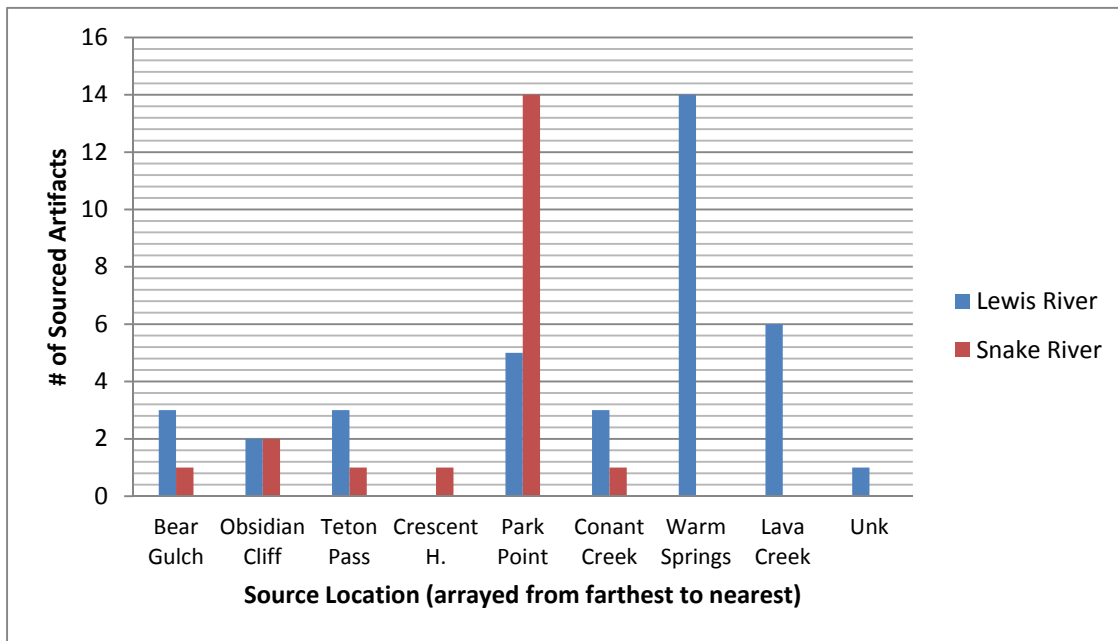 16
14
12
10
8
6
4
2
0
# of Sourced Artifacts
Bear Gulch
Obsidian Cliff
Teton Pass
Crescent H.
Park Point
Conant Creek
Warm Springs
Lava Creek
Unk
Source Location (arrayed from farthest to nearest)
Lewis River
Snake River